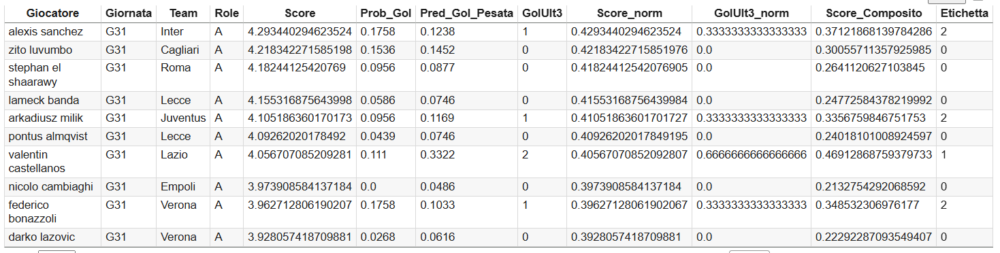 Giocatore Giornata Team Role Score Prob_Gol Pred_Gol_Pesata GolUlt3 Score_norm GolUlt3_norm Score_Composito Etichetta
alexis sanchez G31 Inter A 4.293440294623524 0.1758 0.1238 1 0.4293440294623524 0.3333333333333333 0.37121868139784286 2
zito luvumbo G31 Cagliari A 4.218342271585198 0.1536 0.1452 0 0.42183422715851976 0.0 0.30055711357925985 0
stephan el G31 Roma A 4.18244125420769 0.0956 0.0877 0 0.41824412542076905 0.0 0.2641120627103845 0
shaarawy
lameck banda G31 Lecce A 4.155316875643998 0.0586 0.0746 0 0.41553168756439984 0.0 0.24772584378219992 0
arkadiusz milik G31 Juventus A 4.105186360170173 0.0956 0.1169 1 0.41051863601701727 0.3333333333333333 0.3356759846751753 2
pontus almqvist G31 Lecce A 4.09262020178492 0.0439 0.0746 0 0.40926202017849195 0.0 0.24018101008924597 0
valentin G31 Lazio A 4.056707085209281 0.111 0.3322 2 0.40567070852092807 0.6666666666666666 0.46912868759379733 1
castellanos
nicolo cambiaghi G31 Empoli A 3.973908584137184 0.0 0.0486 0 0.3973908584137184 0.0 0.2132754292068592 0
federico G31 Verona A 3.962712806190207 0.1758 0.1033 1 0.39627128061902067 0.3333333333333333 0.348532306976177 2
bonazzoli
darko lazovic G31 Verona A 3.928057418709881 0.0268 0.0616 0 0.3928057418709881 0.0 0.22292287093549407 0